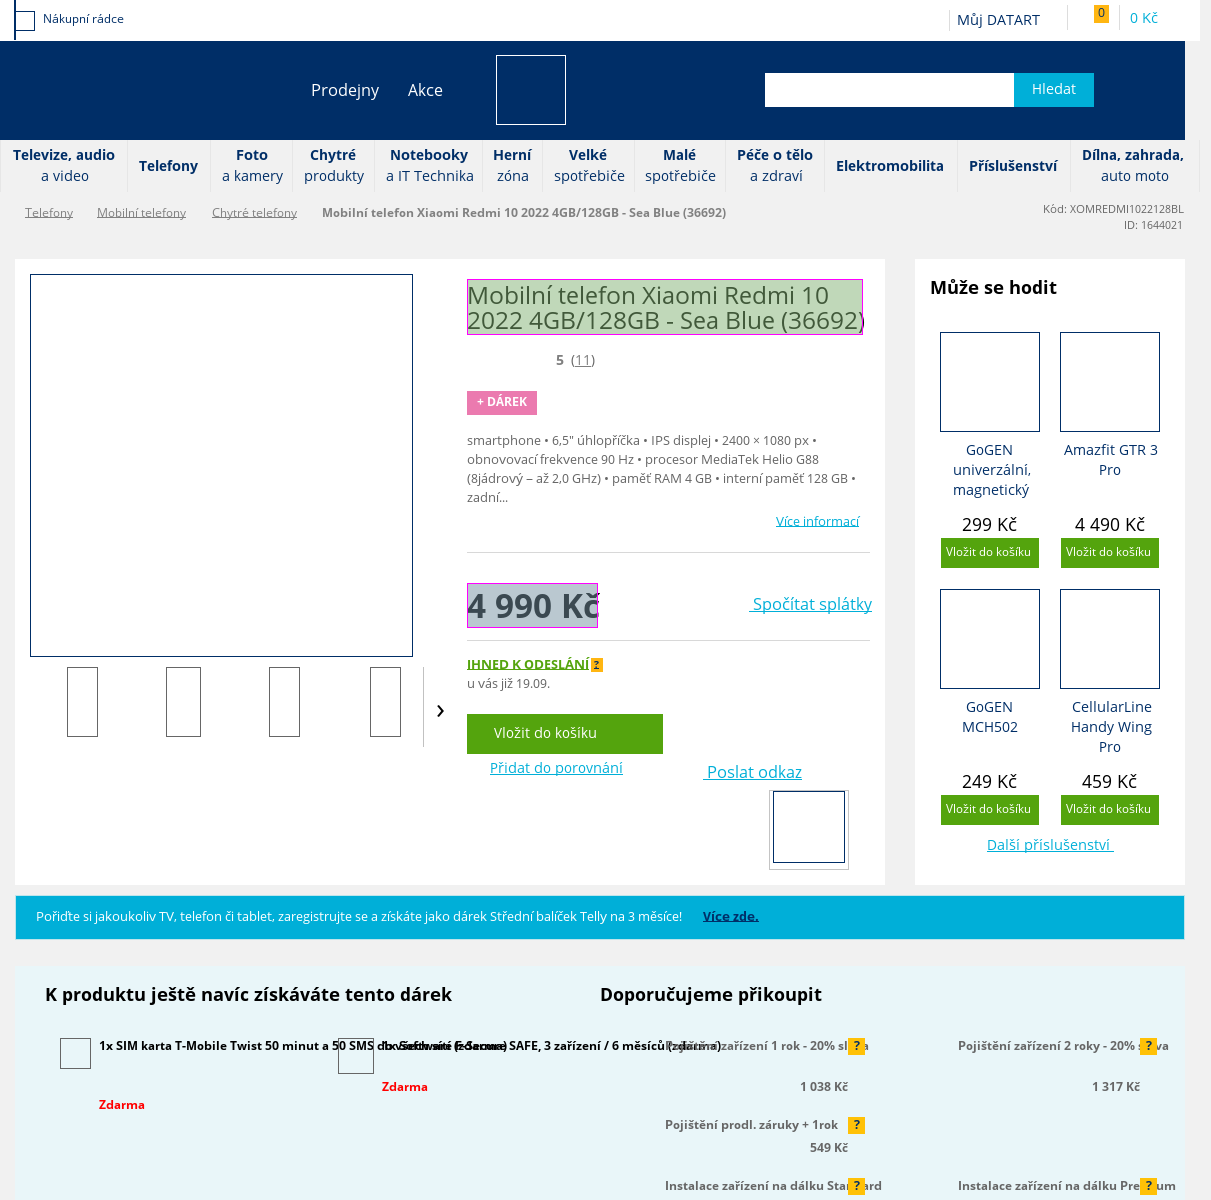 Nákupní rádce
Můj DATART
0
0 Kč
Prodejny
Akce
Hledat
Televize, audio
a video
Telefony
Foto
a kamery
Chytré
produkty
Notebooky
a IT Technika
Herní
zóna
Velké
spotřebiče
Malé
spotřebiče
Péče o tělo
a zdraví
Elektromobilita
Příslušenství
Dílna, zahrada,
auto moto
Telefony
Mobilní telefony
Chytré telefony
Mobilní telefon Xiaomi Redmi 10 2022 4GB/128GB - Sea Blue (36692)
Kód: XOMREDMI1022128BL
ID: 1644021
Mobilní telefon Xiaomi Redmi 10
2022 4GB/128GB - Sea Blue (36692)
5 (11)
+ DÁREK
smartphone • 6,5" úhlopříčka • IPS displej • 2400 × 1080 px •
obnovovací frekvence 90 Hz • procesor MediaTek Helio G88
(8jádrový – až 2,0 GHz) • paměť RAM 4 GB • interní paměť 128 GB •
zadní...
Více informací
4 990 Kč
Spočítat splátky
IHNED K ODESLÁNÍ ?
u vás již 19.09.
Vložit do košíku
Přidat do porovnání
Poslat odkaz
Může se hodit
GoGEN
univerzální,
magnetický
299 Kč
Vložit do košíku
Amazfit GTR 3
Pro
4 490 Kč
Vložit do košíku
GoGEN
MCH502
249 Kč
Vložit do košíku
CellularLine
Handy Wing
Pro
459 Kč
Vložit do košíku
Další příslušenství
Pořiďte si jakoukoliv TV, telefon či tablet, zaregistrujte se a získáte jako dárek Střední balíček Telly na 3 měsíce! Více zde.
K produktu ještě navíc získáváte tento dárek
1x SIM karta T-Mobile Twist 50 minut a 50 SMS do všech sítí (zdarma)
Zdarma
1x Software F-Secure SAFE, 3 zařízení / 6 měsíců (zdarma)
Zdarma
Doporučujeme přikoupit
Pojištění zařízení 1 rok - 20% sleva
?
1 038 Kč
Pojištění zařízení 2 roky - 20% sleva
?
1 317 Kč
Pojištění prodl. záruky + 1rok
?
549 Kč
Instalace zařízení na dálku Standard
?
Instalace zařízení na dálku Premium
?